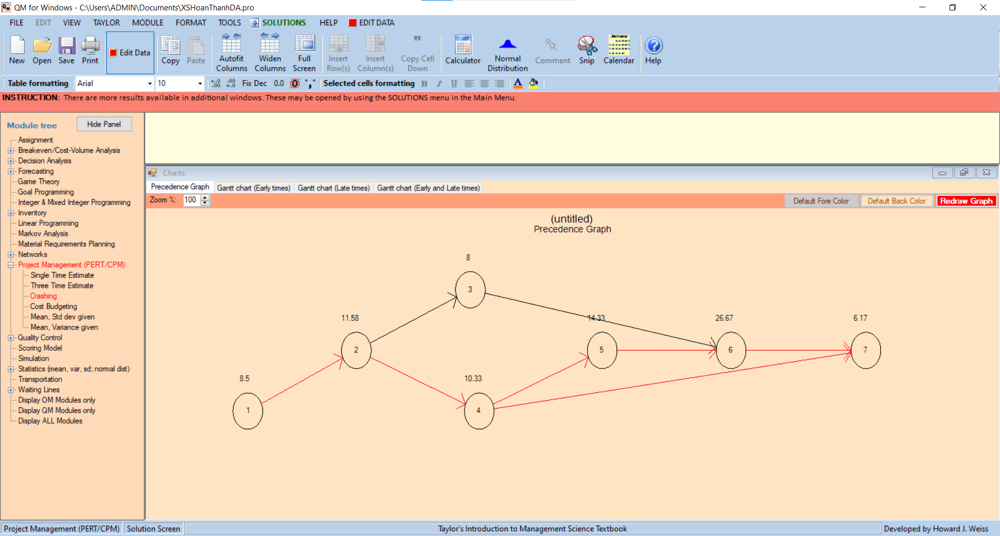 QM for Windows - C:\Users\ADMIN\Documents\XSHoanThanhDA.pro
FILE EDIT VIEW TAYLOR MODULE FORMAT TOOLS SOLUTIONS HELP EDIT DATA
New Open Save Print Edit Data Copy Paste Autofit Columns Widen Columns Full Screen Insert Row(s) Insert Column(s) Copy Cell Down Calculator Normal Distribution Comment Snip January Calendar Help
Table formatting Arial 10 Fix Dec 0.0 "," Selected cells formatting B I U A
INSTRUCTION: There are more results available in additional windows. These may be opened by using the SOLUTIONS menu in the Main Menu.
Module tree Hide Panel
Assignment
Breakeven/Cost-Volume Analysis
Decision Analysis
Forecasting
Game Theory
Goal Programming
Integer & Mixed Integer Programming
Inventory
Linear Programming
Markov Analysis
Material Requirements Planning
Networks
Project Management (PERT/CPM)
Single Time Estimate
Three Time Estimate
Crashing
Cost Budgeting
Mean, Std dev given
Mean, Variance given
Quality Control
Scoring Model
Simulation
Statistics (mean, var, sd; normal dist)
Transportation
Waiting Lines
Display OM Modules only
Display QM Modules only
Display ALL Modules
Charts
Precedence Graph Gantt chart (Early times) Gantt chart (Late times) Gantt chart (Early and Late times)
Zoom %: 100 Default Fore Color Default Back Color Redraw Graph
(untitled)
Precedence Graph
8
3
11.58 14.33 26.67 6.17
2 5 6 7
8.5 10.33
1 4
Project Management (PERT/CPM) Solution Screen Taylor's Introduction to Management Science Textbook Developed by Howard J. Weiss